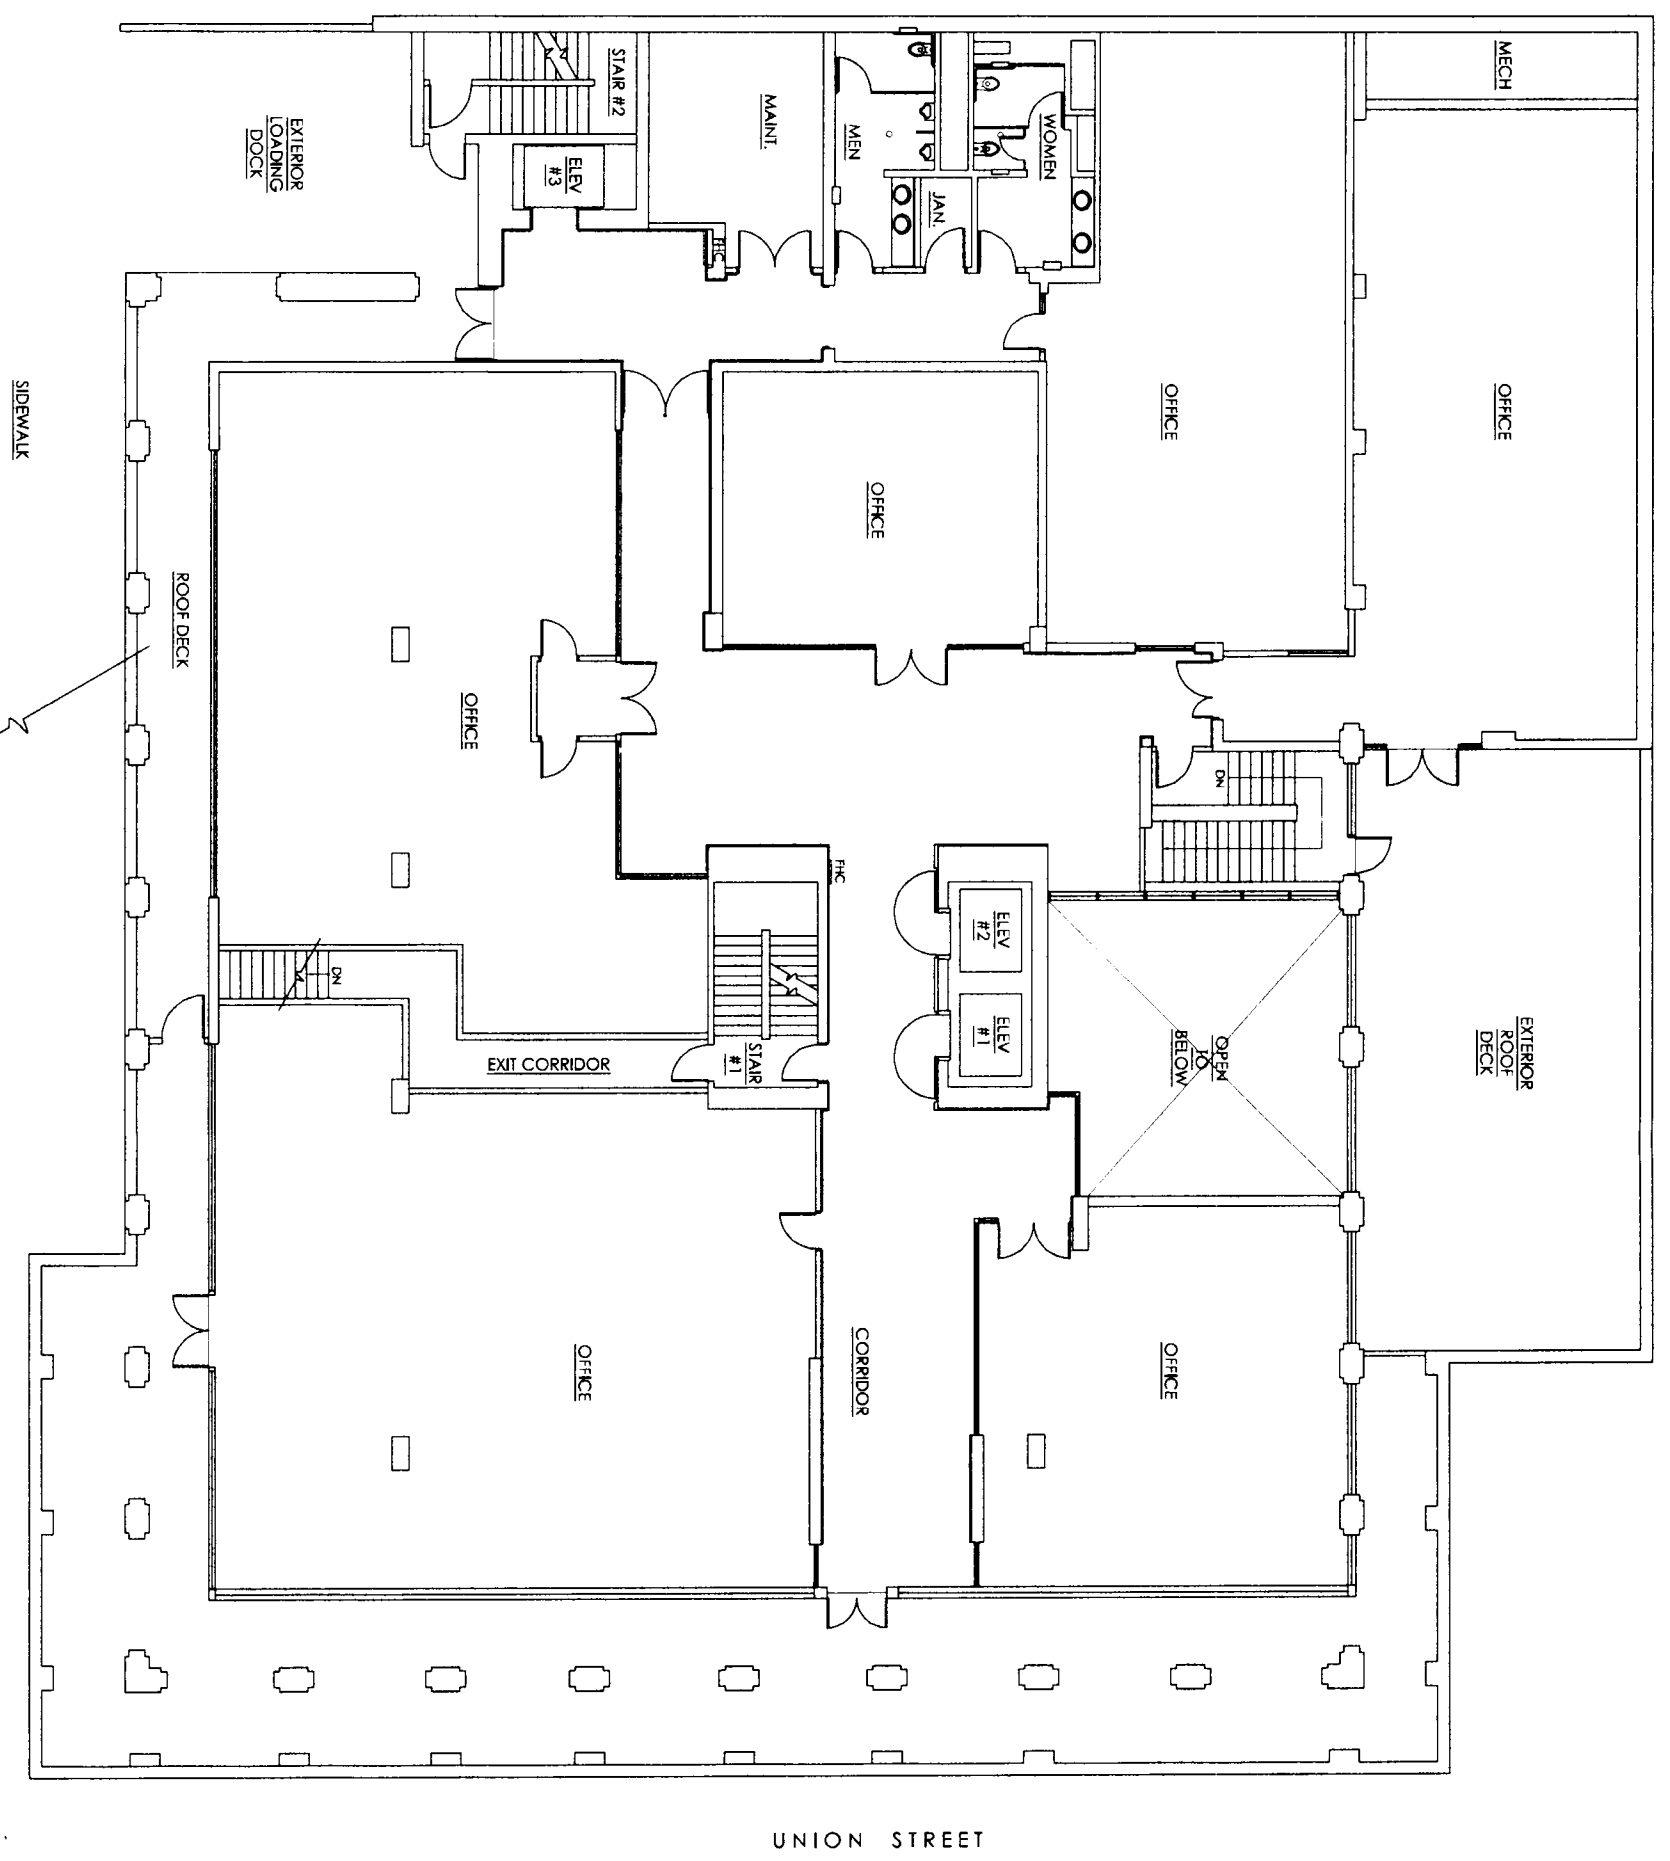 STAIR #2
MECH
MAINT.
MEN
WOMEN
EXTERIOR
LOADING
DOCK
ELEV
#3
JAN.
FHC
SIDEWALK
OFFICE
OFFICE
OFFICE
ROOF DECK
OFFICE
DN
FHC
ELEV
#2
DN
ELEV
#1
STAIR
#1
EXIT CORRIDOR
OPEN
TO
BELOW
EXTERIOR
ROOF
DECK
OFFICE
CORRIDOR
OFFICE
UNION STREET